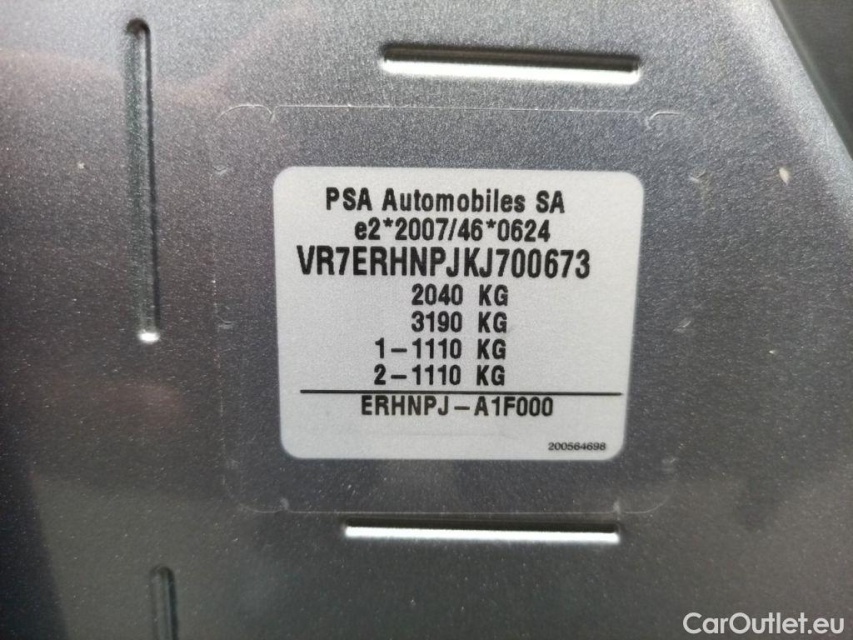 PSA Automobiles SA
e2*2007/46*0624
VR7ERHNPJKJ700673
2040 KG
3190 KG
1-1110 KG
2-1110 KG
ERHNPJ-A1F000
200564698
CarOutlet.eu